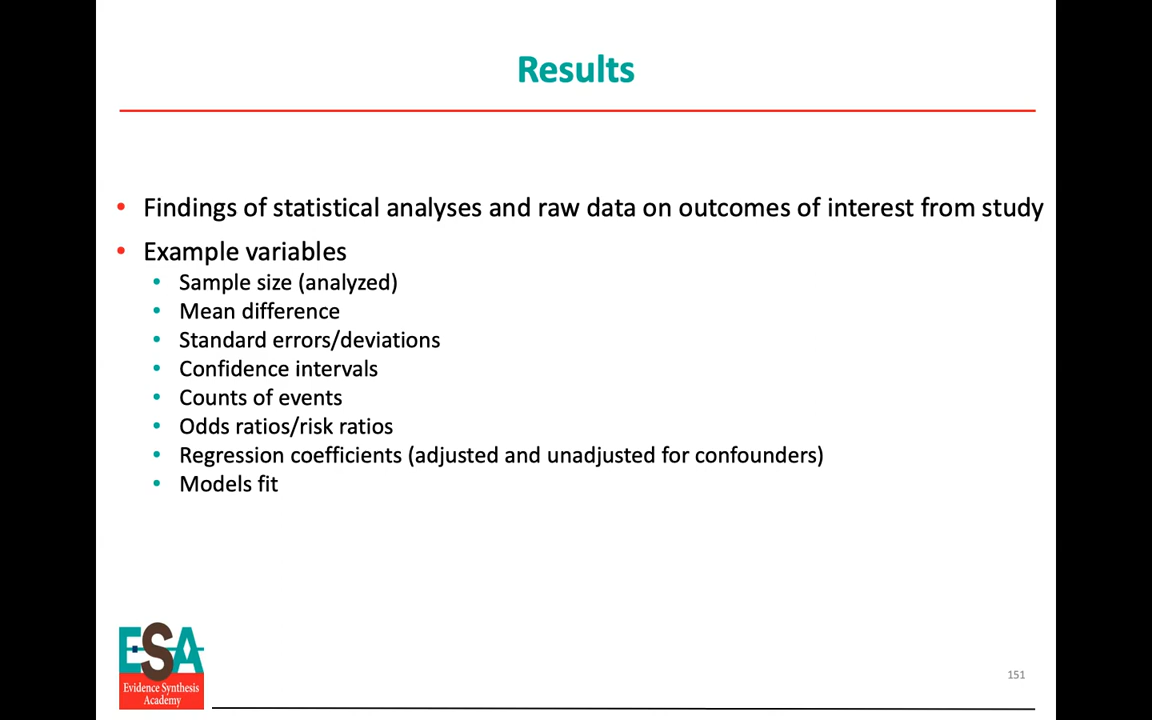 Results
• Findings of statistical analyses and raw data on outcomes of interest from study
• Example variables
• Sample size (analyzed)
• Mean difference
• Standard errors/deviations
• Confidence intervals
• Counts of events
• Odds ratios/risk ratios
• Regression coefficients (adjusted and unadjusted for confounders)
• Models fit
ESA
Evidence Synthesis
Academy
151